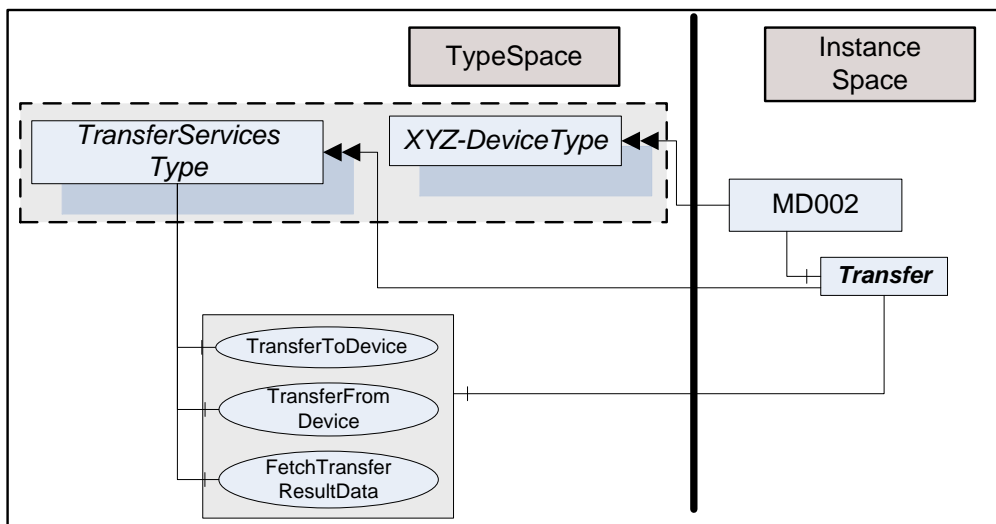 TypeSpace
Instance
Space
TransferServices
Type
XYZ-DeviceType
MD002
Transfer
TransferToDevice
TransferFrom
Device
FetchTransfer
ResultData